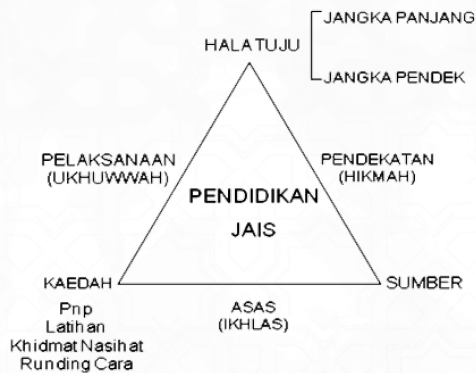 JANGKA PANJANG
HALATUJU
JANGKA PENDEK
PELAKSANAAN
(UKHUWWAH)
PENDEKATAN
(HIKMAH)
PENDIDIKAN
JAIS
KAEDAH
SUMBER
ASAS
(IKHLAS)
Pnp
Latihan
Khidmat Nasihat
Runding Cara